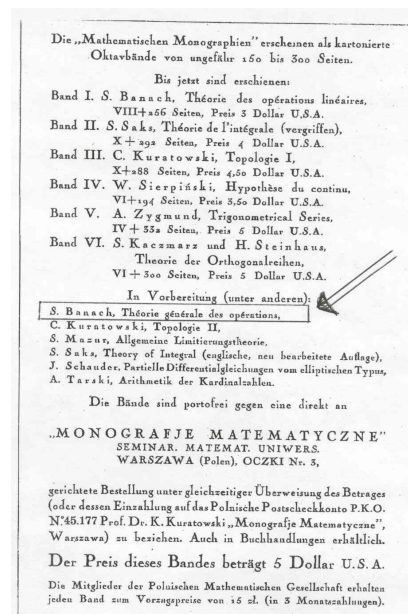 Die „Mathematischen Monographien” erscheinen als kartonierte
Oktavbände von ungefähr 150 bis 300 Seiten.
Bis jetzt sind erschienen:
Band I. S. Banach, Théorie des opérations linéaires,
VIII+256 Seiten, Preis 3 Dollar U.S.A.
Band II. S. Saks, Théorie de l'intégrale (vergriffen),
X+292 Seiten, Preis 4 Dollar U.S.A.
Band III. C. Kuratowski, Topologie I,
X+288 Seiten, Preis 4,50 Dollar U.S.A.
Band IV. W. Sierpiński, Hypothèse du continu,
VI+194 Seiten, Preis 3,50 Dollar U.S.A.
Band V. A. Zygmund, Trigonometrical Series,
IV+332 Seiten, Preis 5 Dollar U.S.A.
Band VI. S. Kaczmarz und H. Steinhaus,
Theorie der Orthogonalreihen,
VI+300 Seiten, Preis 5 Dollar U.S.A.
In Vorbereitung (unter anderen):
S. Banach, Théorie générale des opérations,
C. Kuratowski, Topologie II,
S. Mazur, Allgemeine Limitierungstheorie,
S. Saks, Theory of Integral (englische, neu bearbeitete Auflage),
J. Schauder, Partielle Differentialgleichungen vom elliptischen Typus,
A. Tarski, Arithmetik der Kardinalzahlen.
Die Bände sind portofrei gegen eine direkt an
„MONOGRAFJE MATEMATYCZNE”
SEMINAR. MATEMAT. UNIWERS.
WARSZAWA (Polen), OCZKI Nr. 3,
gerichtete Bestellung unter gleichzeitiger Überweisung des Betrages
(oder dessen Einzahlung auf das Polnische Postscheckkonto P.K.O.
Nº 45.177 Prof. Dr. K. Kuratowski „Monografje Matematyczne”,
Warszawa) zu beziehen. Auch in Buchhandlungen erhältlich.
Der Preis dieses Bandes beträgt 5 Dollar U.S.A.
Die Mitglieder der Polnischen Mathematischen Gesellschaft erhalten
jeden Band zum Vorzugspreise von 15 zł. (in 3 Monatszahlungen).